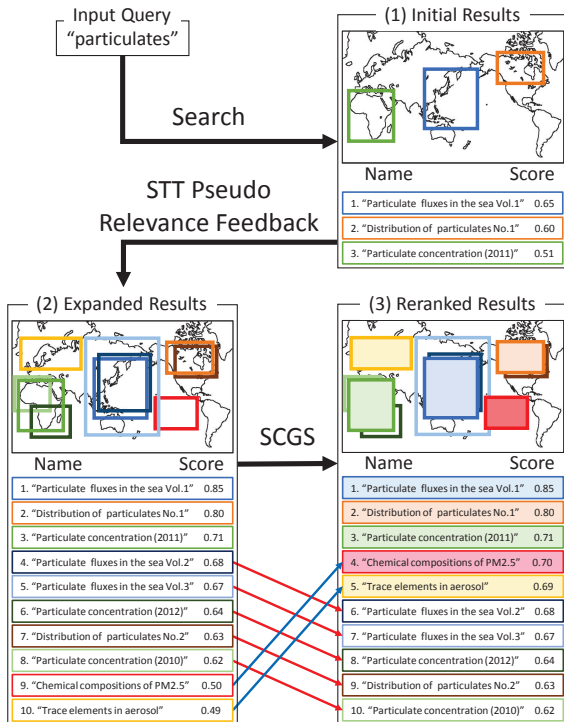 Input Query
“particulates”
Search
(1) Initial Results
Name Score
1. “Particulate fluxes in the sea Vol.1” 0.65
2. “Distribution of particulates No.1” 0.60
3. “Particulate concentration (2011)” 0.51
STT Pseudo
Relevance Feedback
(2) Expanded Results
Name Score
1. “Particulate fluxes in the sea Vol.1” 0.85
2. “Distribution of particulates No.1” 0.80
3. “Particulate concentration (2011)” 0.71
4. “Particulate fluxes in the sea Vol.2” 0.68
5. “Particulate fluxes in the sea Vol.3” 0.67
6. “Particulate concentration (2012)” 0.64
7. “Distribution of particulates No.2” 0.63
8. “Particulate concentration (2010)” 0.62
9. “Chemical compositions of PM2.5” 0.50
10. “Trace elements in aerosol” 0.49
SCGS
(3) Reranked Results
Name Score
1. “Particulate fluxes in the sea Vol.1” 0.85
2. “Distribution of particulates No.1” 0.80
3. “Particulate concentration (2011)” 0.71
4. “Chemical compositions of PM2.5” 0.70
5. “Trace elements in aerosol” 0.69
6. “Particulate fluxes in the sea Vol.2” 0.68
7. “Particulate fluxes in the sea Vol.3” 0.67
8. “Particulate concentration (2012)” 0.64
9. “Distribution of particulates No.2” 0.63
10. “Particulate concentration (2010)” 0.62